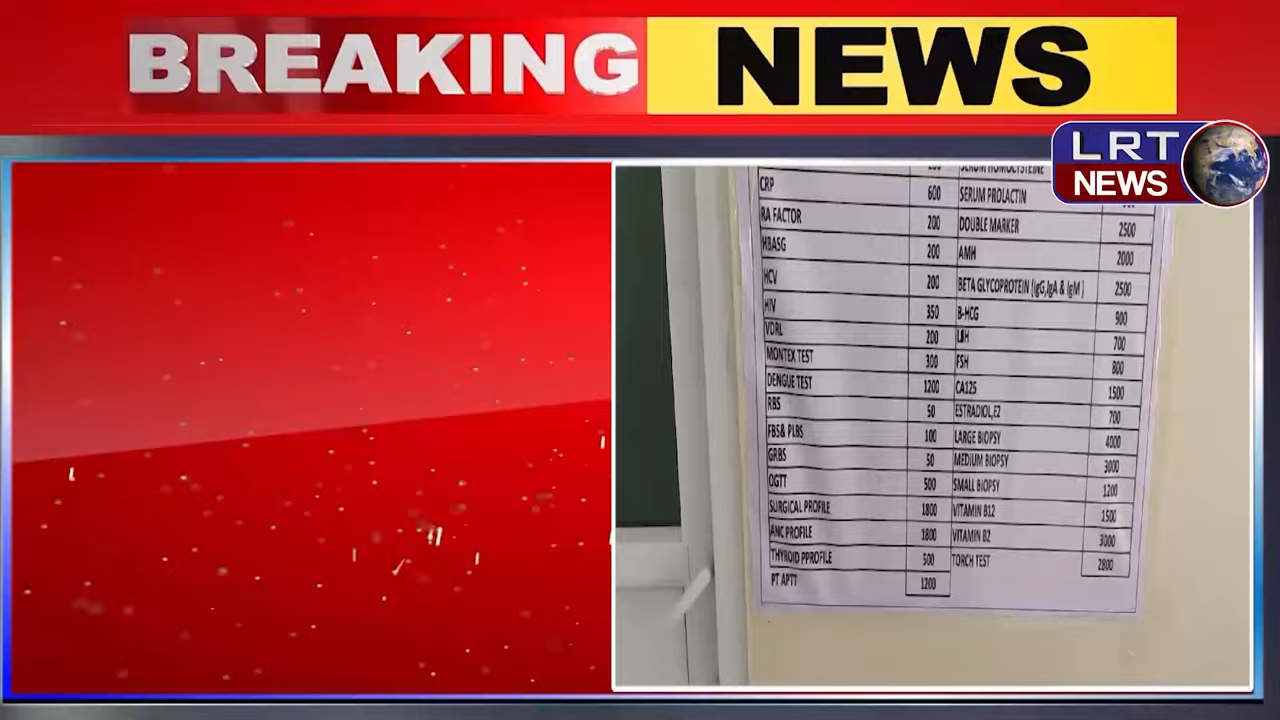 BREAKING NEWS
LRT
NEWS
SERUM HOMOCYSTEINE
CRP 600 SERUM PROLACTIN
RA FACTOR 200 DOUBLE MARKER 2500
HBASG 200 AMH 2000
HCV 200 BETA GLYCOPROTEIN (IgG,IgA & IgM ) 2500
HIV 350 B-HCG 900
VDRL 200 LBH 700
MONTEX TEST 300 FSH 800
DENGUE TEST 1200 CA125 1500
RBS 50 ESTRADIOL,E2 700
FBS& PLBS 100 LARGE BIOPSY 4000
GRBS 50 MEDIUM BIOPSY 3000
OGTT 500 SMALL BIOPSY 1200
SURGICAL PROFILE 1800 VITAMIN B12 1500
ANC PROFILE 1800 VITAMIN B2 3000
THYROID PPROFILE 500 TORCH TEST 2800
PT APTT 1200